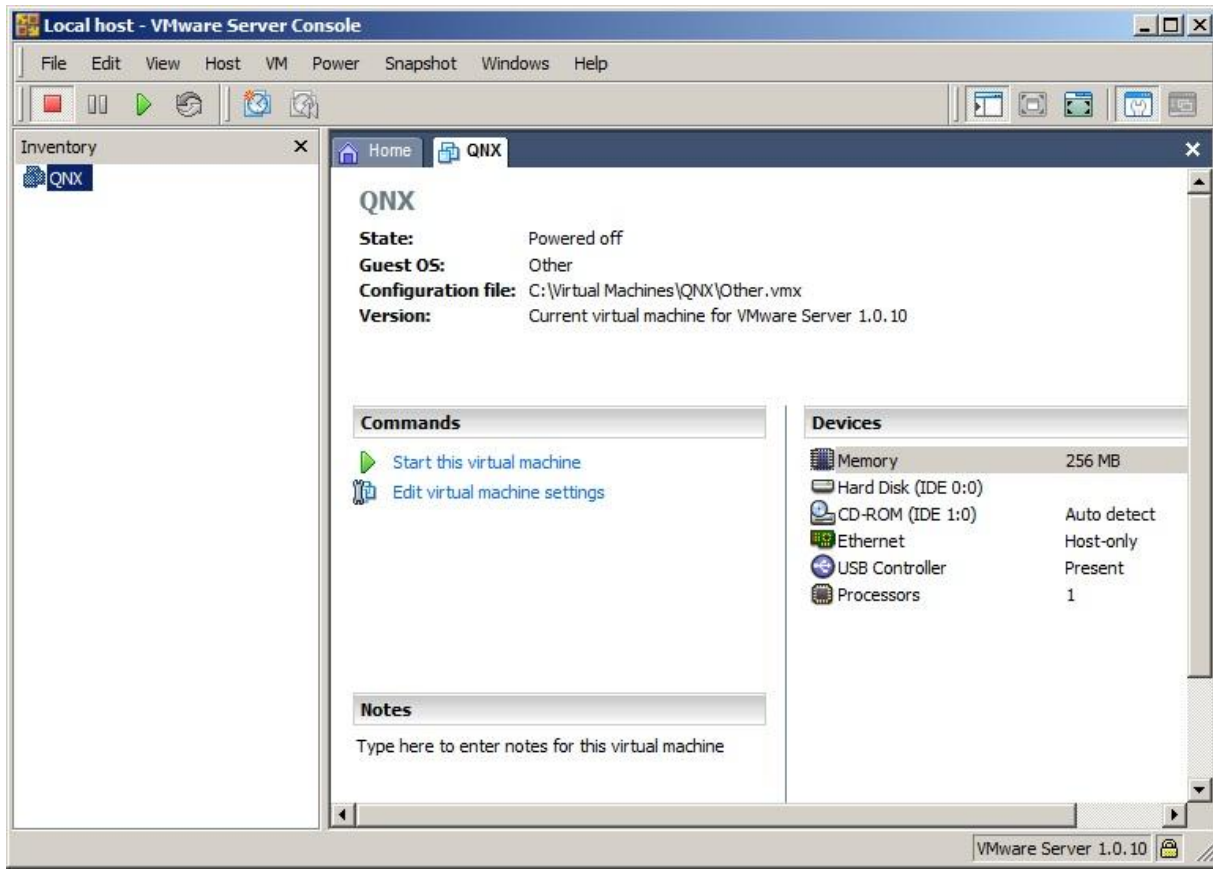 Local host - VMware Server Console
File Edit View Host VM Power Snapshot Windows Help
Inventory
QNX
Home QNX
QNX
State: Powered off
Guest OS: Other
Configuration file: C:\Virtual Machines\QNX\Other.vmx
Version: Current virtual machine for VMware Server 1.0.10
Commands
Start this virtual machine
Edit virtual machine settings
Devices
Memory 256 MB
Hard Disk (IDE 0:0)
CD-ROM (IDE 1:0) Auto detect
Ethernet Host-only
USB Controller Present
Processors 1
Notes
Type here to enter notes for this virtual machine
VMware Server 1.0.10